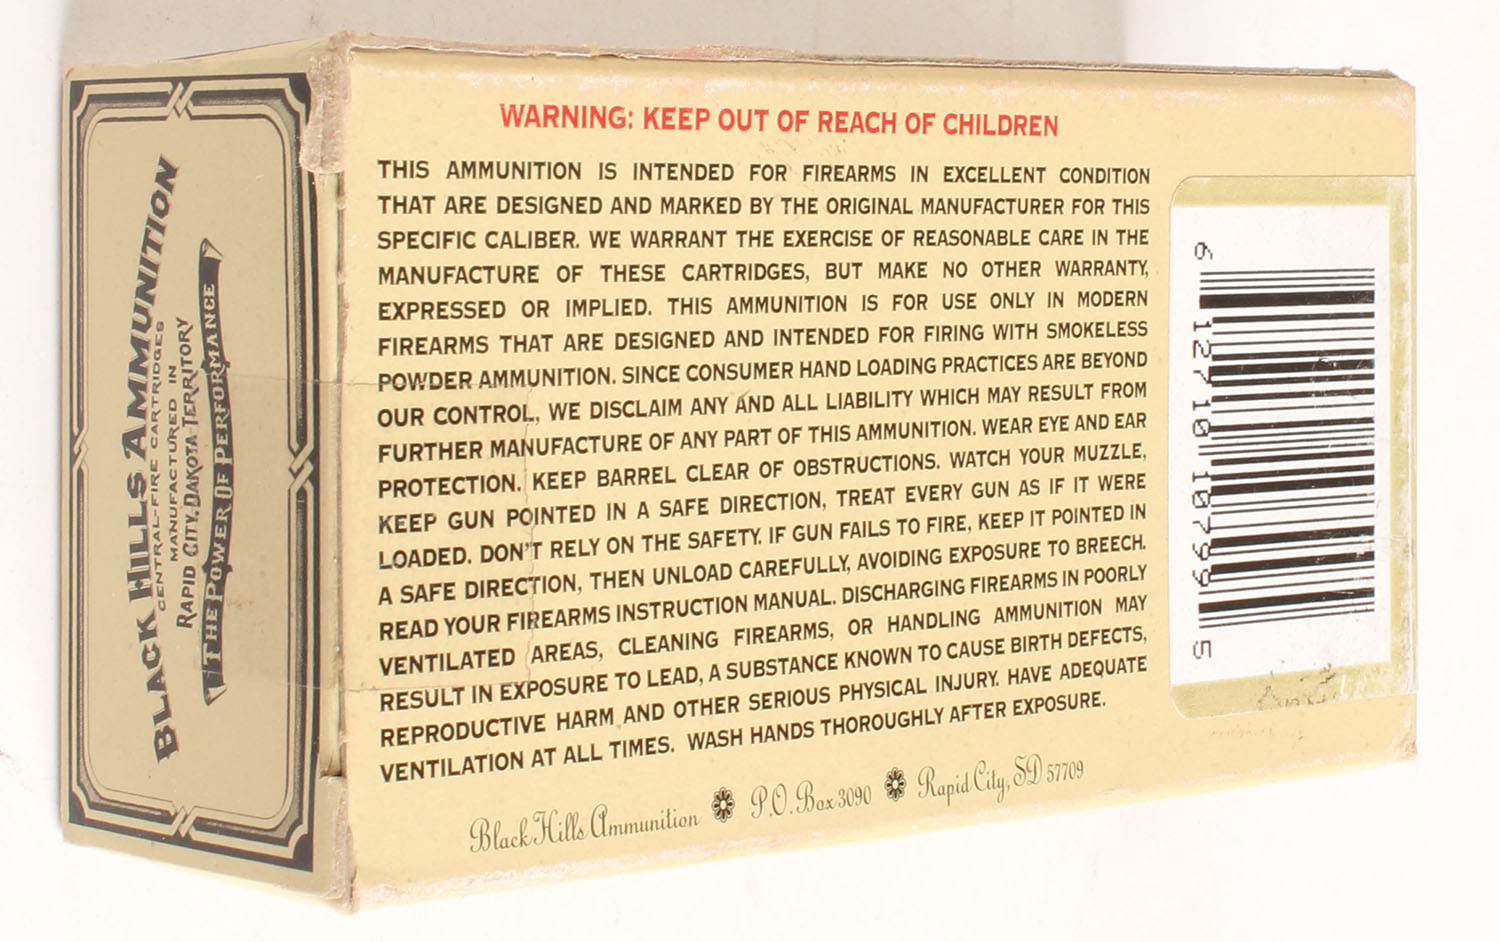 BLACK HILLS AMMUNITION
CENTRAL-FIRE CARTRIDGES
MANUFACTURED IN
RAPID CITY, DAKOTA TERRITORY
THE POWER OF PERFORMANCE
WARNING: KEEP OUT OF REACH OF CHILDREN
THIS AMMUNITION IS INTENDED FOR FIREARMS IN EXCELLENT CONDITION
THAT ARE DESIGNED AND MARKED BY THE ORIGINAL MANUFACTURER FOR THIS
SPECIFIC CALIBER. WE WARRANT THE EXERCISE OF REASONABLE CARE IN THE
MANUFACTURE OF THESE CARTRIDGES, BUT MAKE NO OTHER WARRANTY,
EXPRESSED OR IMPLIED. THIS AMMUNITION IS FOR USE ONLY IN MODERN
FIREARMS THAT ARE DESIGNED AND INTENDED FOR FIRING WITH SMOKELESS
POWDER AMMUNITION. SINCE CONSUMER HAND LOADING PRACTICES ARE BEYOND
OUR CONTROL, WE DISCLAIM ANY AND ALL LIABILITY WHICH MAY RESULT FROM
FURTHER MANUFACTURE OF ANY PART OF THIS AMMUNITION. WEAR EYE AND EAR
PROTECTION. KEEP BARREL CLEAR OF OBSTRUCTIONS. WATCH YOUR MUZZLE,
KEEP GUN POINTED IN A SAFE DIRECTION, TREAT EVERY GUN AS IF IT WERE
LOADED. DON'T RELY ON THE SAFETY. IF GUN FAILS TO FIRE, KEEP IT POINTED IN
A SAFE DIRECTION, THEN UNLOAD CAREFULLY, AVOIDING EXPOSURE TO BREECH.
READ YOUR FIREARMS INSTRUCTION MANUAL. DISCHARGING FIREARMS IN POORLY
VENTILATED AREAS, CLEANING FIREARMS, OR HANDLING AMMUNITION MAY
RESULT IN EXPOSURE TO LEAD, A SUBSTANCE KNOWN TO CAUSE BIRTH DEFECTS,
REPRODUCTIVE HARM AND OTHER SERIOUS PHYSICAL INJURY. HAVE ADEQUATE
VENTILATION AT ALL TIMES. WASH HANDS THOROUGHLY AFTER EXPOSURE.
Black Hills Ammunition P.O. Box 3090 Rapid City, SD 57709
6 12710 10799 5